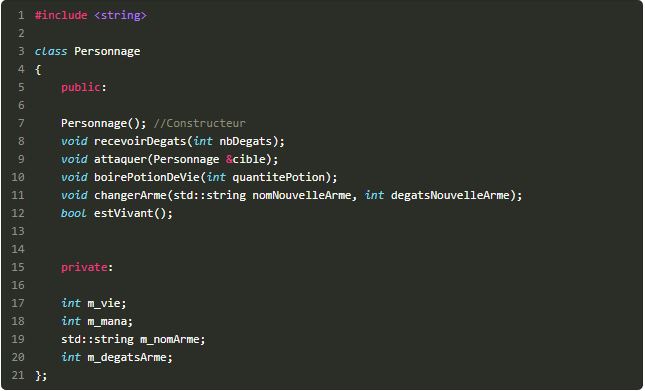 1 #include <string>
2
3 class Personnage
4 {
5     public:
6
7     Personnage(); //Constructeur
8     void recevoirDegats(int nbDegats);
9     void attaquer(Personnage &cible);
10     void boirePotionDeVie(int quantitePotion);
11     void changerArme(std::string nomNouvelleArme, int degatsNouvelleArme);
12     bool estVivant();
13
14
15     private:
16
17     int m_vie;
18     int m_mana;
19     std::string m_nomArme;
20     int m_degatsArme;
21 };